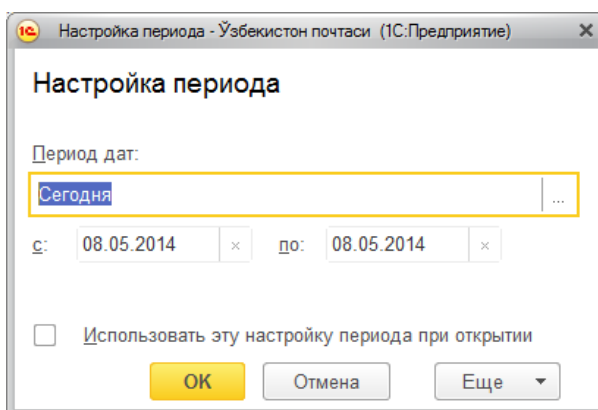 1С Настройка периода - Ўзбекистон почтаси (1С:Предприятие) ×
Настройка периода
Период дат:
Сегодня ...
с: 08.05.2014 × по: 08.05.2014 ×
Использовать эту настройку периода при открытии
ОК Отмена Еще